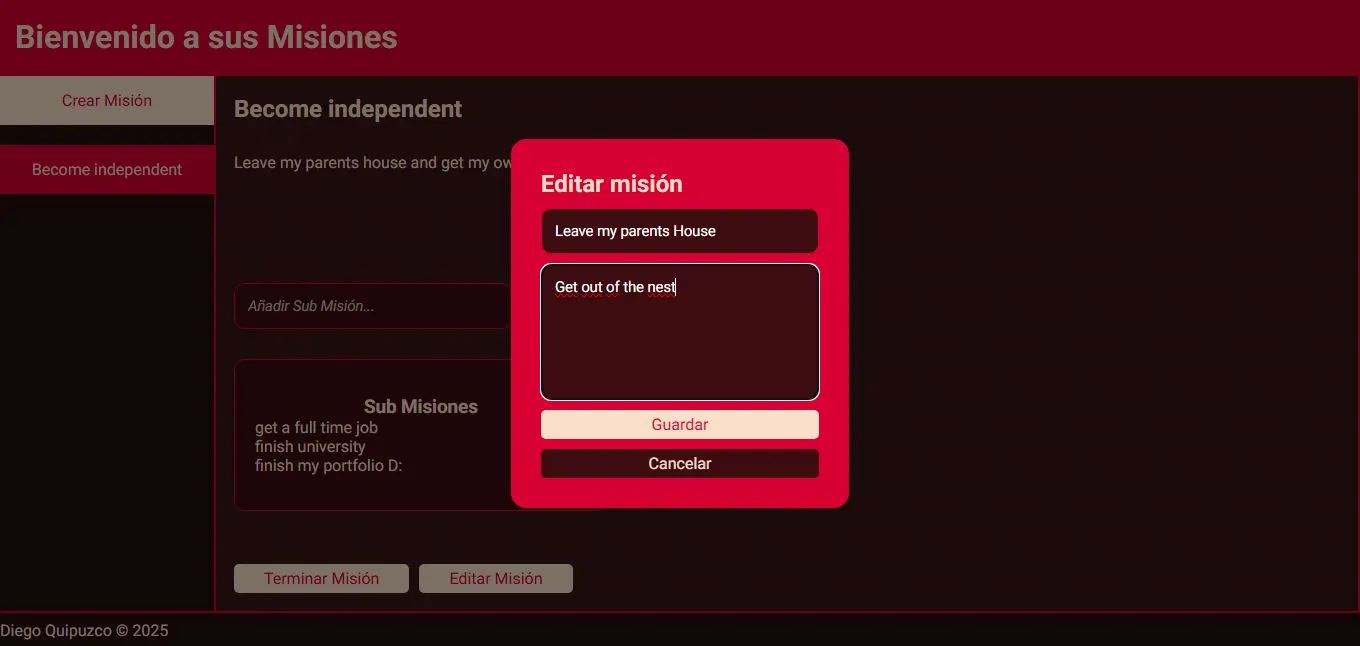 Bienvenido a sus Misiones
Crear Misión
Become independent
Become independent
Leave my parents house and get my
Añadir Sub Misión...
Sub Misiones
get a full time job
finish university
finish my portfolio D:
Terminar Misión
Editar Misión
Editar misión
Leave my parents House
Get out of the nest
Guardar
Cancelar
Diego Quipuzco © 2025